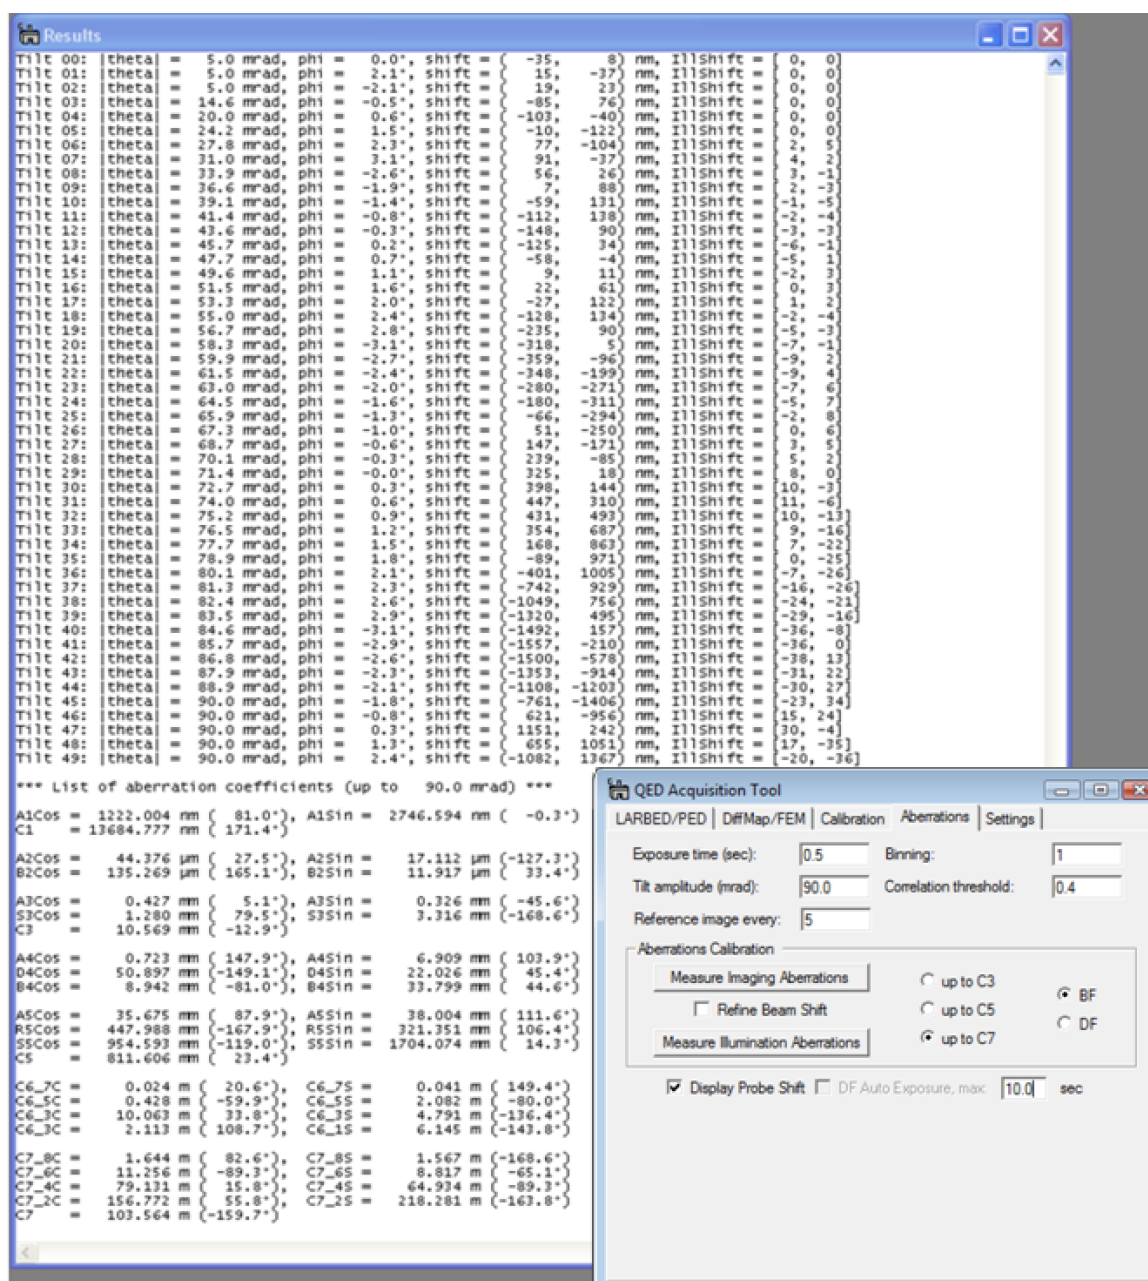 Results
Tilt 00: |theta| = 5.0 mrad, phi = 0.0°, shift = ( -35, 8) nm, IllShift = [ 0, 0]
Tilt 01: |theta| = 5.0 mrad, phi = 2.1°, shift = ( 15, -37) nm, IllShift = [ 0, 0]
Tilt 02: |theta| = 5.0 mrad, phi = -2.1°, shift = ( 19, 23) nm, IllShift = [ 0, 0]
Tilt 03: |theta| = 14.6 mrad, phi = -0.5°, shift = ( -85, 76) nm, IllShift = [ 0, 0]
Tilt 04: |theta| = 20.0 mrad, phi = 0.6°, shift = ( -103, -40) nm, IllShift = [ 0, 0]
Tilt 05: |theta| = 24.2 mrad, phi = 1.5°, shift = ( -10, -122) nm, IllShift = [ 0, 0]
Tilt 06: |theta| = 27.8 mrad, phi = 2.3°, shift = ( 77, -104) nm, IllShift = [ 2, 5]
Tilt 07: |theta| = 31.0 mrad, phi = 3.1°, shift = ( 91, -37) nm, IllShift = [ 4, 2]
Tilt 08: |theta| = 33.9 mrad, phi = -2.6°, shift = ( 56, 26) nm, IllShift = [ 3, -1]
Tilt 09: |theta| = 36.6 mrad, phi = -1.9°, shift = ( 7, 88) nm, IllShift = [ 2, -3]
Tilt 10: |theta| = 39.1 mrad, phi = -1.4°, shift = ( -59, 131) nm, IllShift = [ -1, -5]
Tilt 11: |theta| = 41.4 mrad, phi = -0.8°, shift = ( -112, 138) nm, IllShift = [ -2, -4]
Tilt 12: |theta| = 43.6 mrad, phi = -0.3°, shift = ( -148, 90) nm, IllShift = [ -3, -3]
Tilt 13: |theta| = 45.7 mrad, phi = 0.2°, shift = ( -125, 34) nm, IllShift = [ -6, -1]
Tilt 14: |theta| = 47.7 mrad, phi = 0.7°, shift = ( -58, -4) nm, IllShift = [ -5, 1]
Tilt 15: |theta| = 49.6 mrad, phi = 1.1°, shift = ( 9, 11) nm, IllShift = [ -2, 3]
Tilt 16: |theta| = 51.5 mrad, phi = 1.6°, shift = ( 22, 61) nm, IllShift = [ 0, 3]
Tilt 17: |theta| = 53.3 mrad, phi = 2.0°, shift = ( -27, 122) nm, IllShift = [ 1, 2]
Tilt 18: |theta| = 55.0 mrad, phi = 2.4°, shift = ( -128, 134) nm, IllShift = [ -2, -4]
Tilt 19: |theta| = 56.7 mrad, phi = 2.8°, shift = ( -235, 90) nm, IllShift = [ -5, -3]
Tilt 20: |theta| = 58.3 mrad, phi = -3.1°, shift = ( -318, 5) nm, IllShift = [ -7, -1]
Tilt 21: |theta| = 59.9 mrad, phi = -2.7°, shift = ( -359, -96) nm, IllShift = [ -9, 2]
Tilt 22: |theta| = 61.5 mrad, phi = -2.4°, shift = ( -348, -199) nm, IllShift = [ -9, 4]
Tilt 23: |theta| = 63.0 mrad, phi = -2.0°, shift = ( -280, -271) nm, IllShift = [ -7, 6]
Tilt 24: |theta| = 64.5 mrad, phi = -1.6°, shift = ( -180, -311) nm, IllShift = [ -5, 7]
Tilt 25: |theta| = 65.9 mrad, phi = -1.3°, shift = ( -66, -294) nm, IllShift = [ -2, 8]
Tilt 26: |theta| = 67.3 mrad, phi = -1.0°, shift = ( 51, -250) nm, IllShift = [ 0, 6]
Tilt 27: |theta| = 68.7 mrad, phi = -0.6°, shift = ( 147, -171) nm, IllShift = [ 3, 5]
Tilt 28: |theta| = 70.1 mrad, phi = -0.3°, shift = ( 239, -85) nm, IllShift = [ 5, 2]
Tilt 29: |theta| = 71.4 mrad, phi = -0.0°, shift = ( 325, 18) nm, IllShift = [ 8, 0]
Tilt 30: |theta| = 72.7 mrad, phi = 0.3°, shift = ( 398, 144) nm, IllShift = [10, -3]
Tilt 31: |theta| = 74.0 mrad, phi = 0.6°, shift = ( 447, 310) nm, IllShift = [11, -6]
Tilt 32: |theta| = 75.2 mrad, phi = 0.9°, shift = ( 431, 493) nm, IllShift = [10, -13]
Tilt 33: |theta| = 76.5 mrad, phi = 1.2°, shift = ( 354, 687) nm, IllShift = [ 9, -16]
Tilt 34: |theta| = 77.7 mrad, phi = 1.5°, shift = ( 168, 863) nm, IllShift = [ 7, -22]
Tilt 35: |theta| = 78.9 mrad, phi = 1.8°, shift = ( -89, 971) nm, IllShift = [ 0, -25]
Tilt 36: |theta| = 80.1 mrad, phi = 2.1°, shift = ( -401, 1005) nm, IllShift = [-7, -26]
Tilt 37: |theta| = 81.3 mrad, phi = 2.3°, shift = ( -742, 929) nm, IllShift = [-16, -26]
Tilt 38: |theta| = 82.4 mrad, phi = 2.6°, shift = (-1049, 756) nm, IllShift = [-24, -21]
Tilt 39: |theta| = 83.5 mrad, phi = 2.9°, shift = (-1320, 495) nm, IllShift = [-29, -16]
Tilt 40: |theta| = 84.6 mrad, phi = -3.1°, shift = (-1492, 157) nm, IllShift = [-36, -8]
Tilt 41: |theta| = 85.7 mrad, phi = -2.9°, shift = (-1557, -210) nm, IllShift = [-36, 0]
Tilt 42: |theta| = 86.8 mrad, phi = -2.6°, shift = (-1500, -578) nm, IllShift = [-38, 13]
Tilt 43: |theta| = 87.9 mrad, phi = -2.3°, shift = (-1353, -914) nm, IllShift = [-31, 22]
Tilt 44: |theta| = 88.9 mrad, phi = -2.1°, shift = (-1108, -1203) nm, IllShift = [-30, 27]
Tilt 45: |theta| = 90.0 mrad, phi = -1.8°, shift = ( -761, -1406) nm, IllShift = [-23, 34]
Tilt 46: |theta| = 90.0 mrad, phi = -0.8°, shift = ( 621, -956) nm, IllShift = [15, 24]
Tilt 47: |theta| = 90.0 mrad, phi = 0.3°, shift = ( 1151, 242) nm, IllShift = [30, -4]
Tilt 48: |theta| = 90.0 mrad, phi = 1.3°, shift = ( 655, 1051) nm, IllShift = [17, -35]
Tilt 49: |theta| = 90.0 mrad, phi = 2.4°, shift = (-1082, 1367) nm, IllShift = [-20, -36]
*** List of aberration coefficients (up to 90.0 mrad) ***
A1Cos = 1222.004 nm ( 81.0°), A1Sin = 2746.594 nm ( -0.3°)
C1 = 13684.777 nm ( 171.4°)
A2Cos = 44.376 µm ( 27.5°), A2Sin = 17.112 µm (-127.3°)
B2Cos = 135.269 µm ( 165.1°), B2Sin = 11.917 µm ( 33.4°)
A3Cos = 0.427 mm ( 5.1°), A3Sin = 0.326 mm ( -45.6°)
S3Cos = 1.280 mm ( 79.5°), S3Sin = 3.316 mm (-168.6°)
C3 = 10.569 mm ( -12.9°)
A4Cos = 0.723 mm ( 147.9°), A4Sin = 6.909 mm ( 103.9°)
D4Cos = 50.897 mm (-149.1°), D4Sin = 22.026 mm ( 45.4°)
B4Cos = 8.942 mm ( -81.0°), B4Sin = 33.799 mm ( 44.6°)
A5Cos = 35.675 mm ( 87.9°), A5Sin = 38.004 mm ( 111.6°)
R5Cos = 447.988 mm (-167.9°), R5Sin = 321.351 mm ( 106.4°)
S5Cos = 954.593 mm (-119.0°), S5Sin = 1704.074 mm ( 14.3°)
C5 = 811.606 mm ( 23.4°)
C6_7C = 0.024 m ( 20.6°), C6_7S = 0.041 m ( 149.4°)
C6_5C = 0.428 m ( -59.9°), C6_5S = 2.082 m ( -80.0°)
C6_3C = 10.063 m ( 33.8°), C6_3S = 4.791 m (-136.4°)
C6_3C = 2.113 m ( 108.7°), C6_1S = 6.145 m (-143.8°)
C7_8C = 1.644 m ( 82.6°), C7_8S = 1.567 m (-168.6°)
C7_6C = 11.256 m ( -89.3°), C7_6S = 8.817 m ( -65.1°)
C7_4C = 79.131 m ( 15.8°), C7_4S = 64.934 m ( -89.3°)
C7_2C = 156.772 m ( 55.8°), C7_2S = 218.281 m (-163.8°)
C7 = 103.564 m (-159.7°)
QED Acquisition Tool
LARBED/PED | DiffMap/FEM | Calibration Aberrations Settings
Exposure time (sec): 0.5 Binning: 1
Tilt amplitude (mrad): 90.0 Correlation threshold: 0.4
Reference image every: 5
Aberrations Calibration
Measure Imaging Aberrations up to C3
BF
Refine Beam Shift up to C5
DF
Measure Illumination Aberrations up to C7
Display Probe Shift DF Auto Exposure, max: 10.0 sec